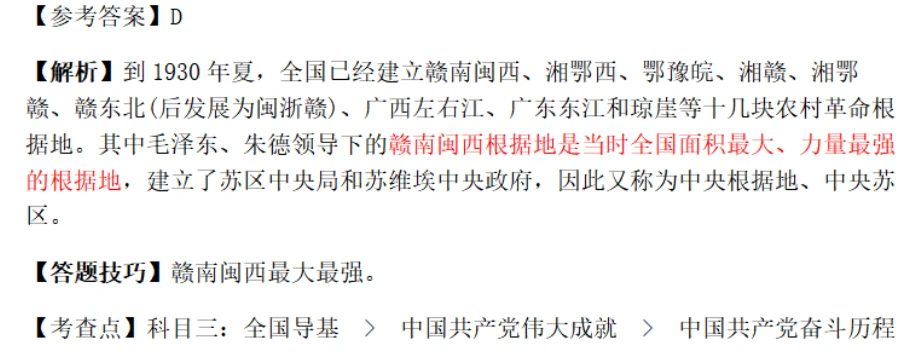 【参考答案】D
【解析】到 1930 年夏，全国已经建立赣南闽西、湘鄂西、鄂豫皖、湘赣、湘鄂
赣、赣东北(后发展为闽浙赣)、广西左右江、广东东江和琼崖等十几块农村革命根
据地。其中毛泽东、朱德领导下的赣南闽西根据地是当时全国面积最大、力量最强
的根据地，建立了苏区中央局和苏维埃中央政府，因此又称为中央根据地、中央苏
区。
【答题技巧】赣南闽西最大最强。
【考查点】科目三：全国导基 > 中国共产党伟大成就 > 中国共产党奋斗历程